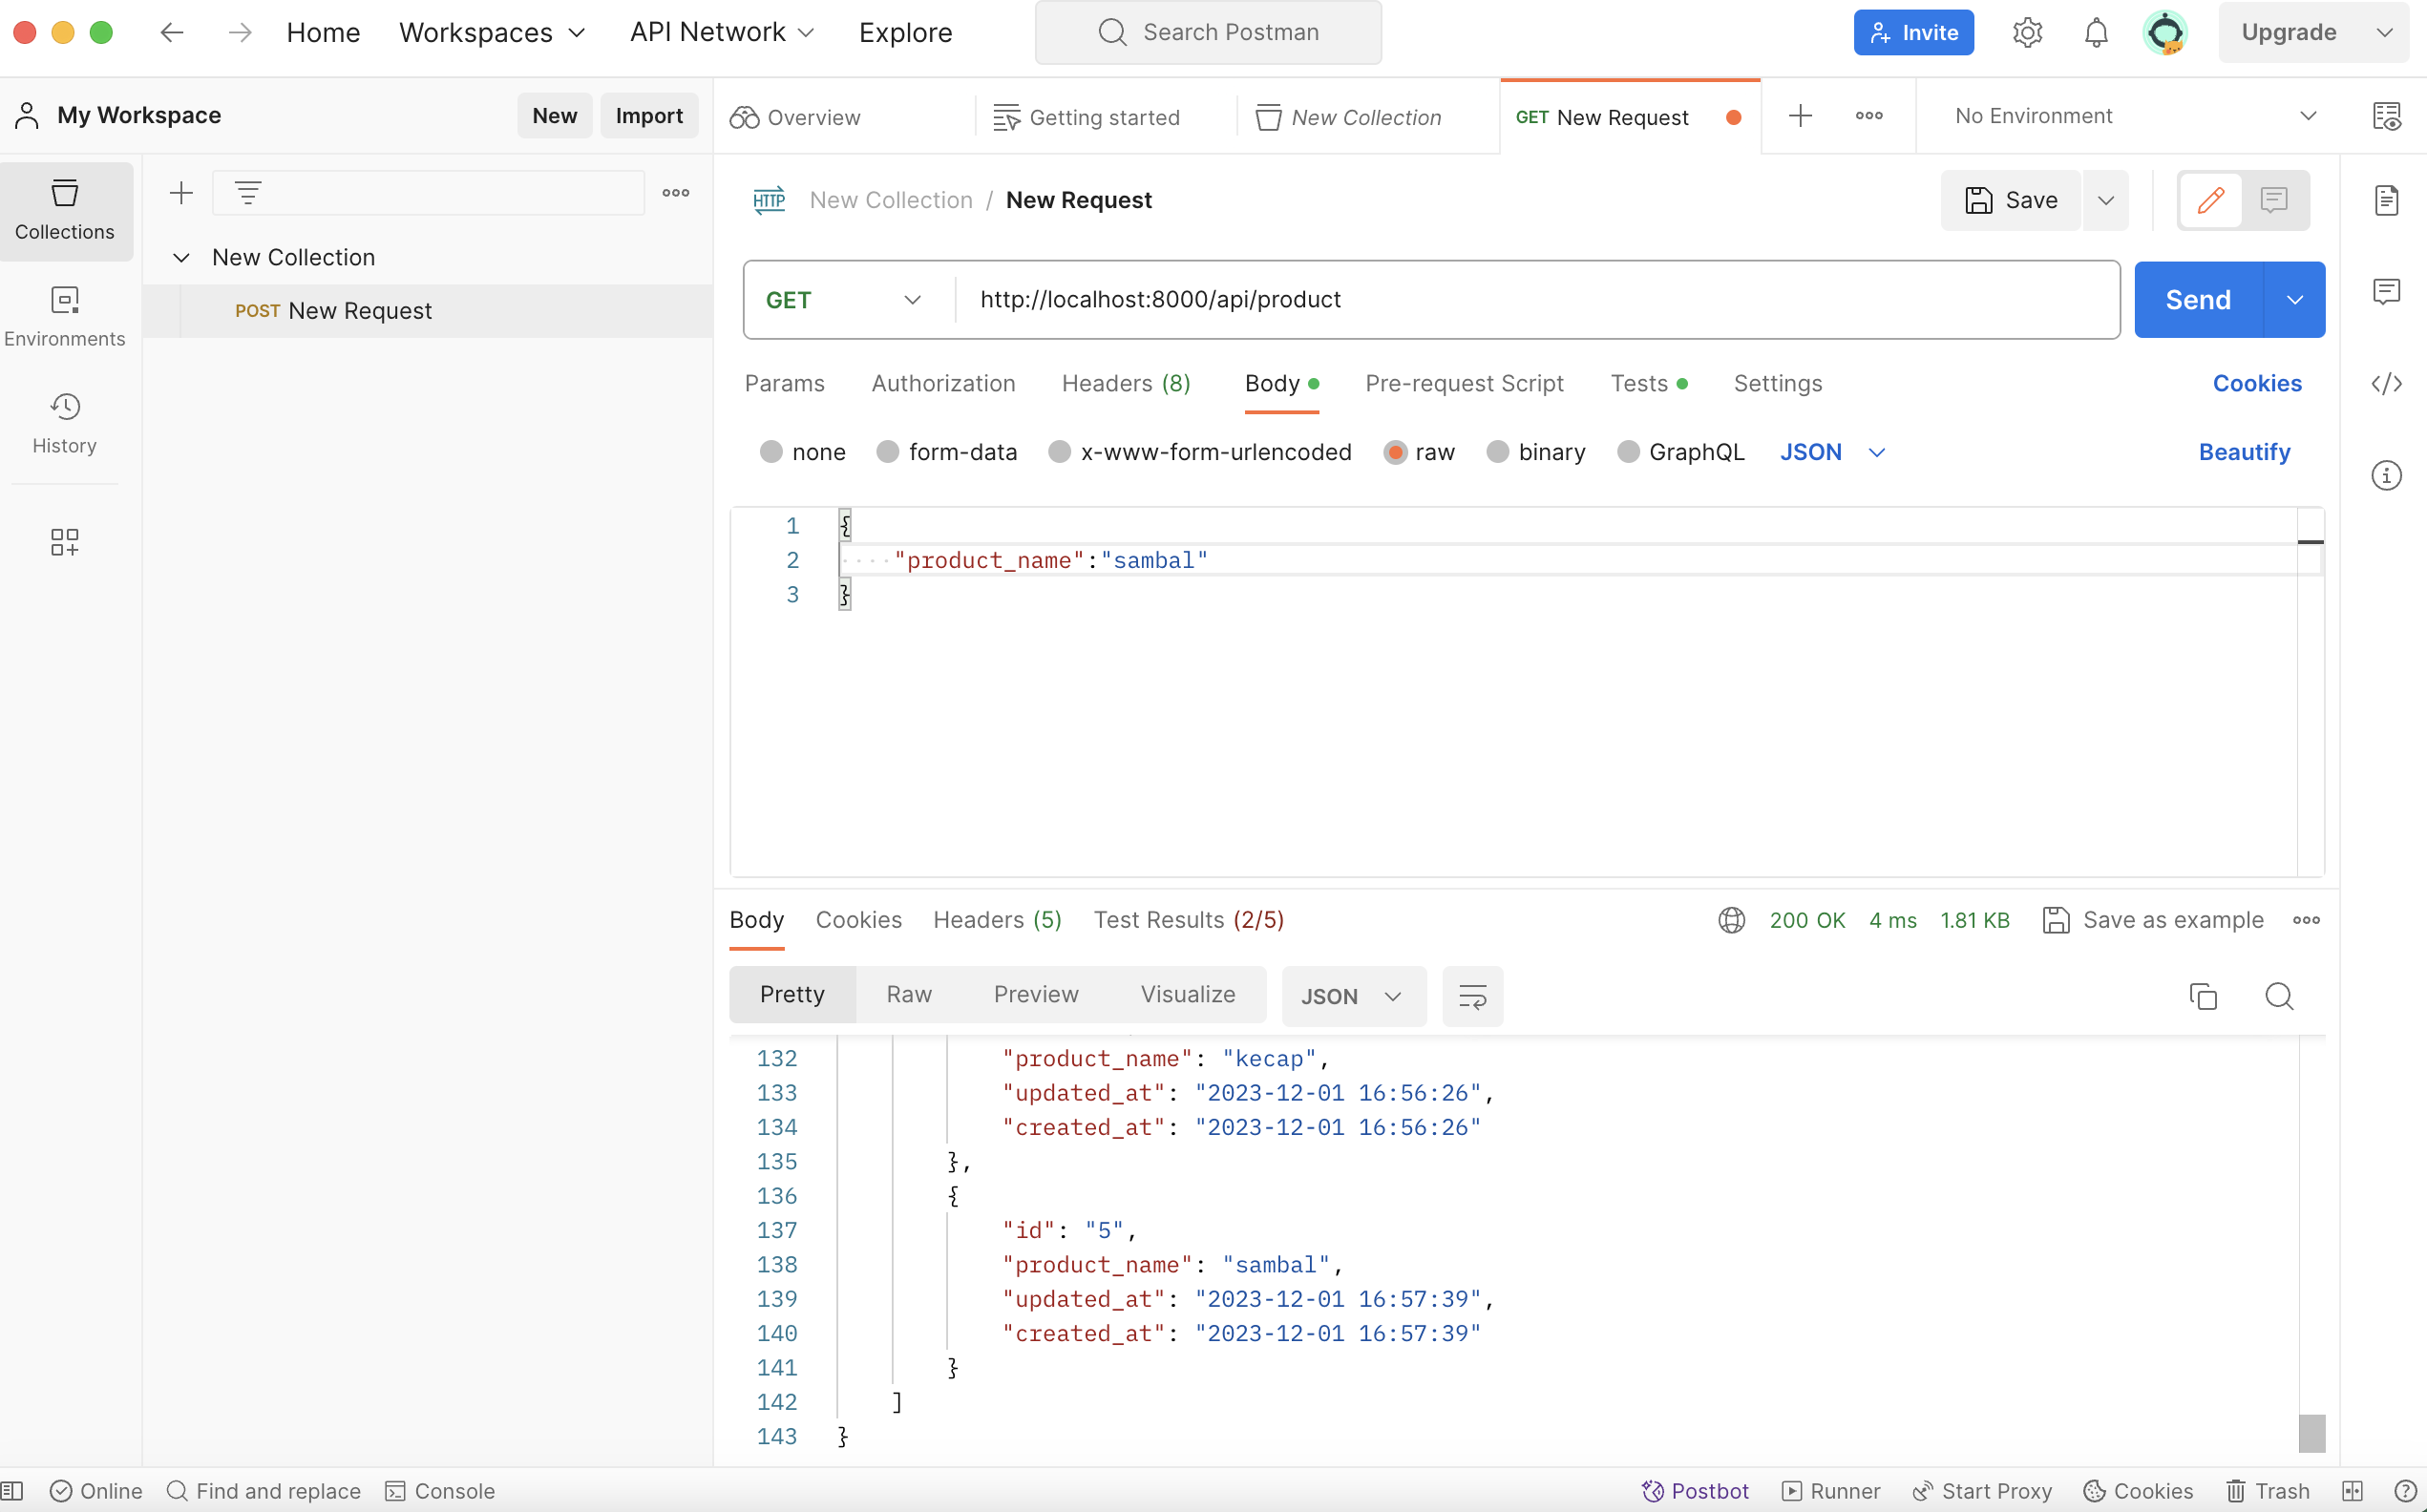 Home Workspaces API Network Explore Search Postman Invite Upgrade
My Workspace New Import Overview Getting started New Collection GET New Request No Environment
Collections
Environments
History
New Collection
POST New Request
HTTP New Collection / New Request Save
GET http://localhost:8000/api/product Send
Params Authorization Headers (8) Body Pre-request Script Tests Settings Cookies
none form-data x-www-form-urlencoded raw binary GraphQL JSON Beautify
1 {
2 "product_name":"sambal"
3 }
Body Cookies Headers (5) Test Results (2/5) 200 OK 4 ms 1.81 KB Save as example
Pretty Raw Preview Visualize JSON
132 "product_name": "kecap",
133 "updated_at": "2023-12-01 16:56:26",
134 "created_at": "2023-12-01 16:56:26"
135 },
136 {
137 "id": "5",
138 "product_name": "sambal",
139 "updated_at": "2023-12-01 16:57:39",
140 "created_at": "2023-12-01 16:57:39"
141 }
142 ]
143 }
Online Find and replace Console Postbot Runner Start Proxy Cookies Trash